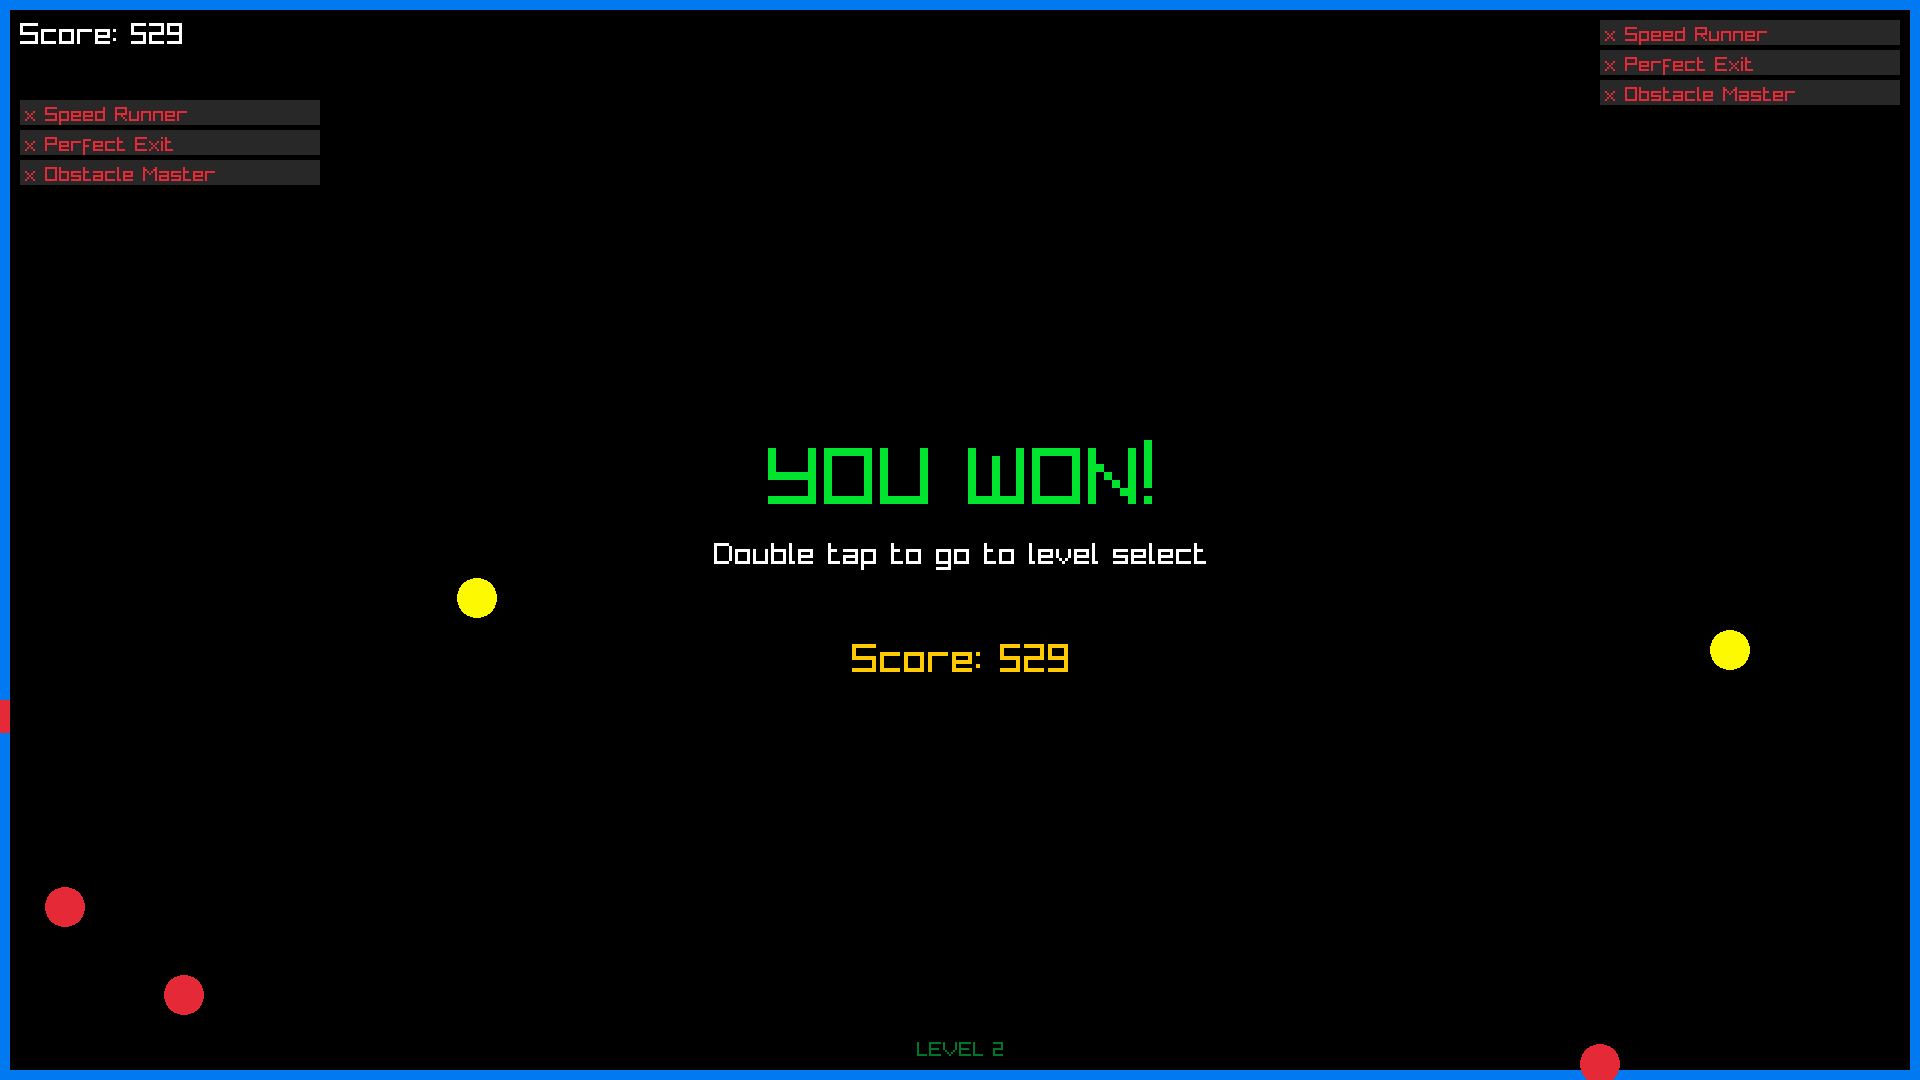 Score: 529
x Speed Runner
x Perfect Exit
x Obstacle Master
x Speed Runner
x Perfect Exit
x Obstacle Master
YOU WON!
Double tap to go to level select
Score: 529
LEVEL 2